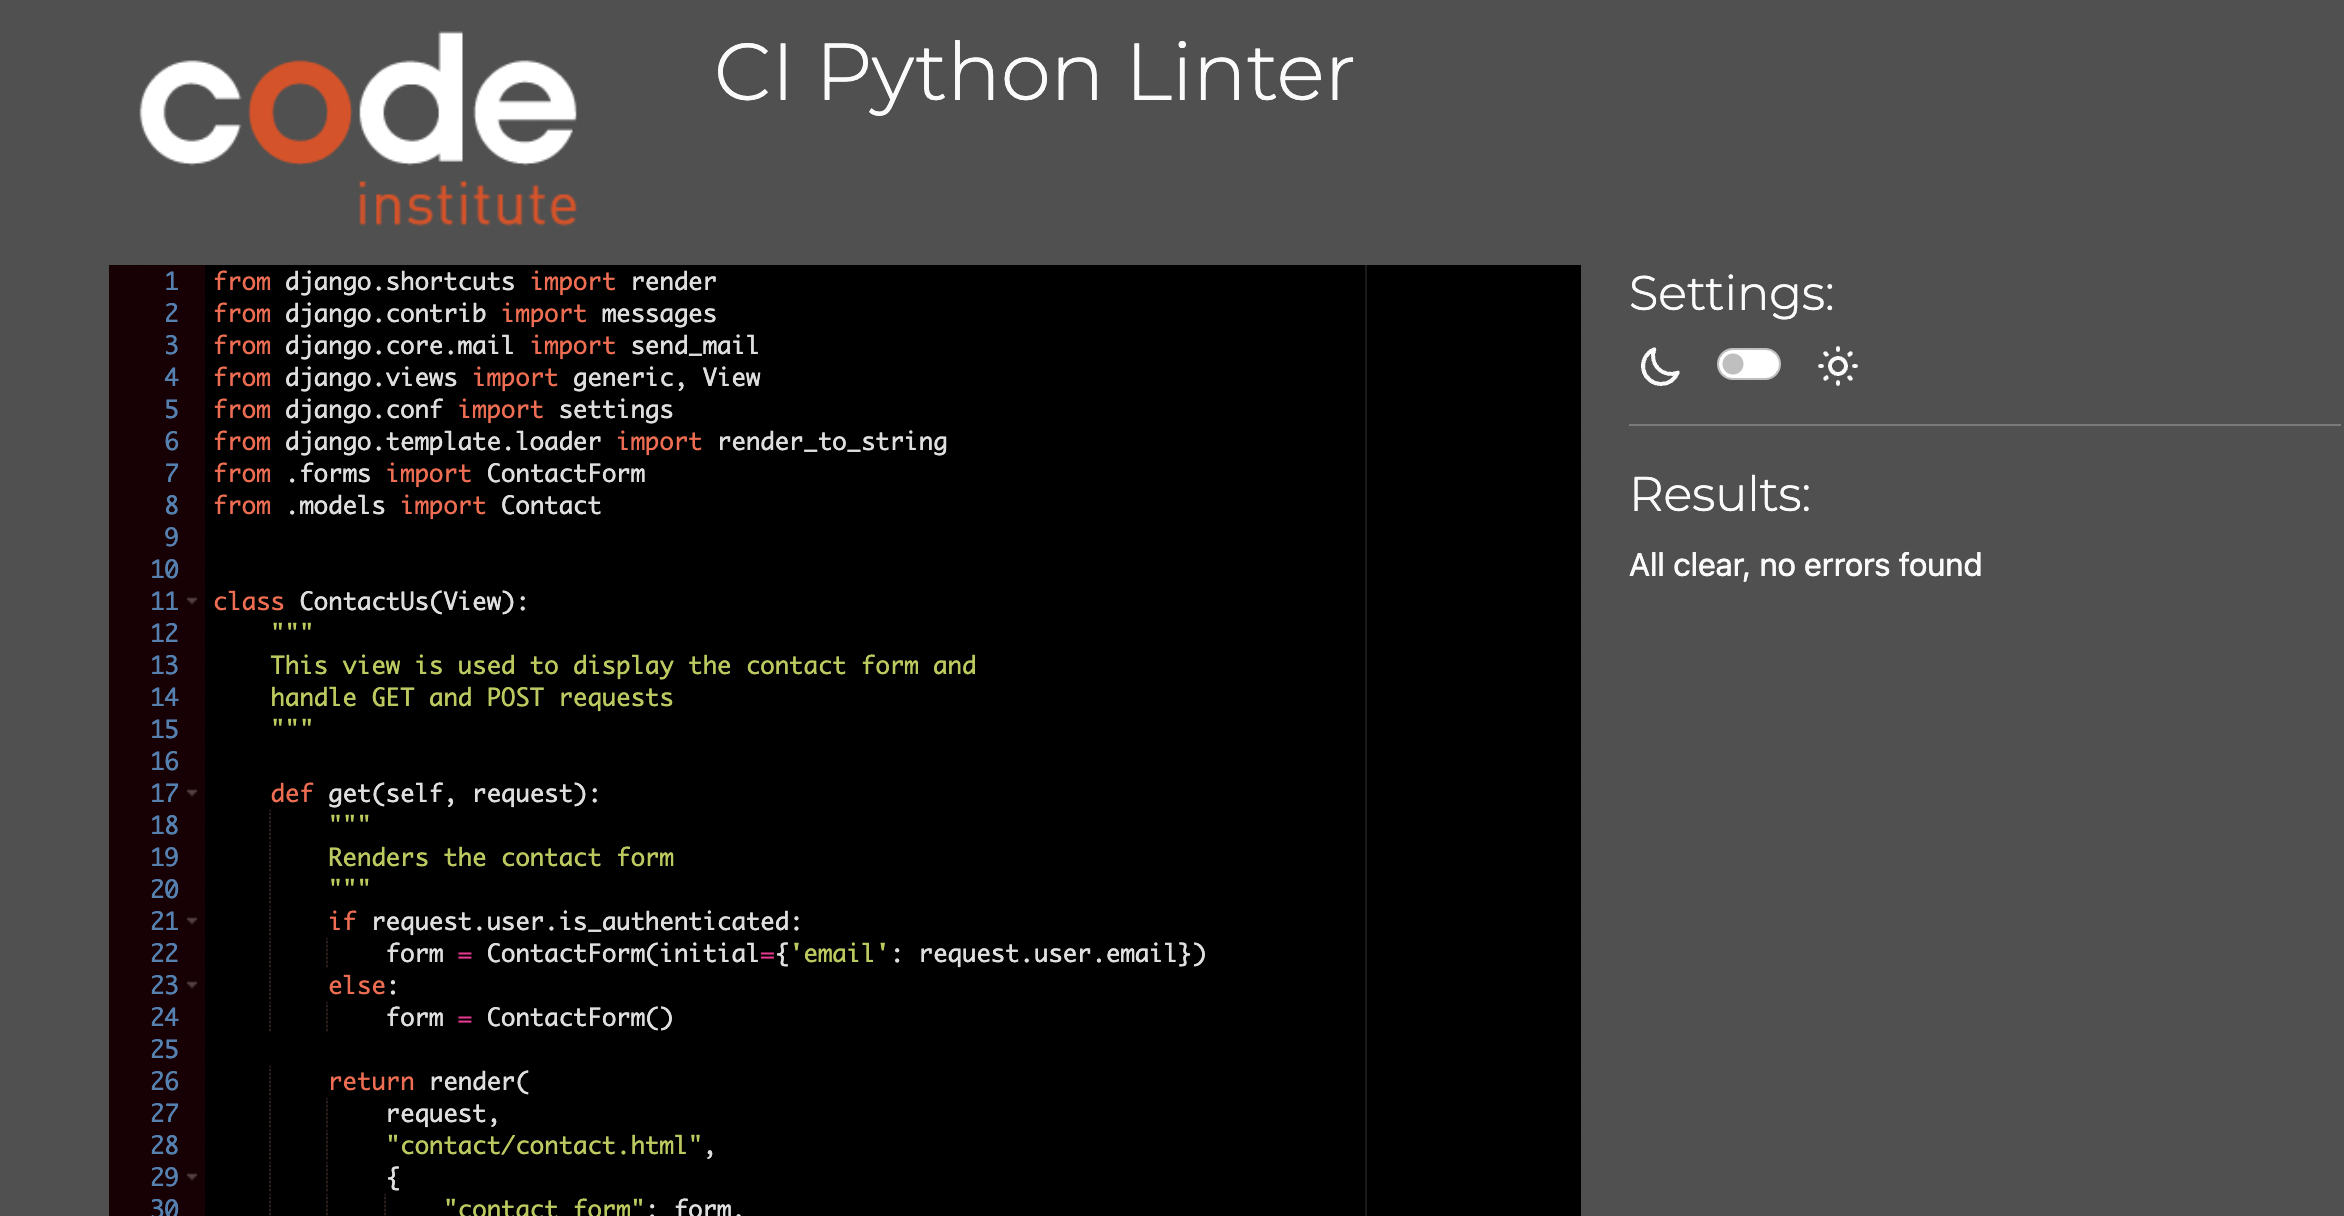 code
institute
CI Python Linter
1 from django.shortcuts import render
2 from django.contrib import messages
3 from django.core.mail import send_mail
4 from django.views import generic, View
5 from django.conf import settings
6 from django.template.loader import render_to_string
7 from .forms import ContactForm
8 from .models import Contact
9
10
11 class ContactUs(View):
12     """
13     This view is used to display the contact form and
14     handle GET and POST requests
15     """
16
17     def get(self, request):
18         """
19         Renders the contact form
20         """
21         if request.user.is_authenticated:
22             form = ContactForm(initial={'email': request.user.email})
23         else:
24             form = ContactForm()
25
26         return render(
27             request,
28             "contact/contact.html",
29             {
30                 "contact_form": form,
Settings:
Results:
All clear, no errors found